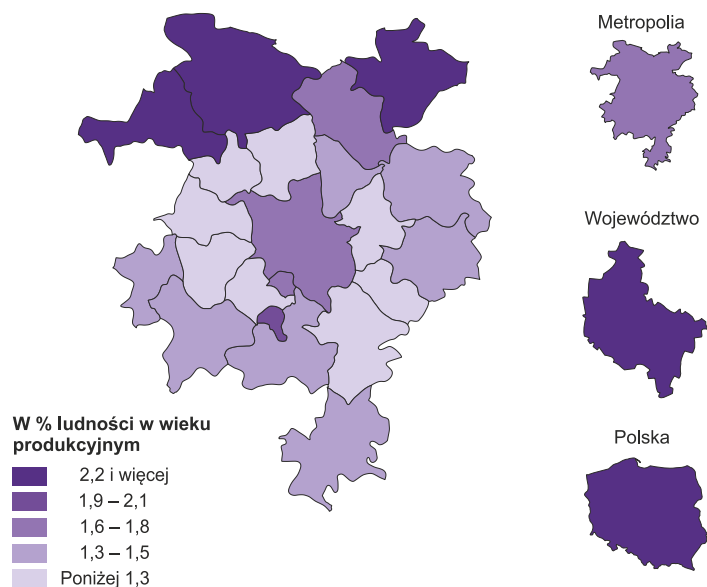 Metropolia
Województwo
Polska
W % ludności w wieku
produkcyjnym
2,2 i więcej
1,9 – 2,1
1,6 – 1,8
1,3 – 1,5
Poniżej 1,3